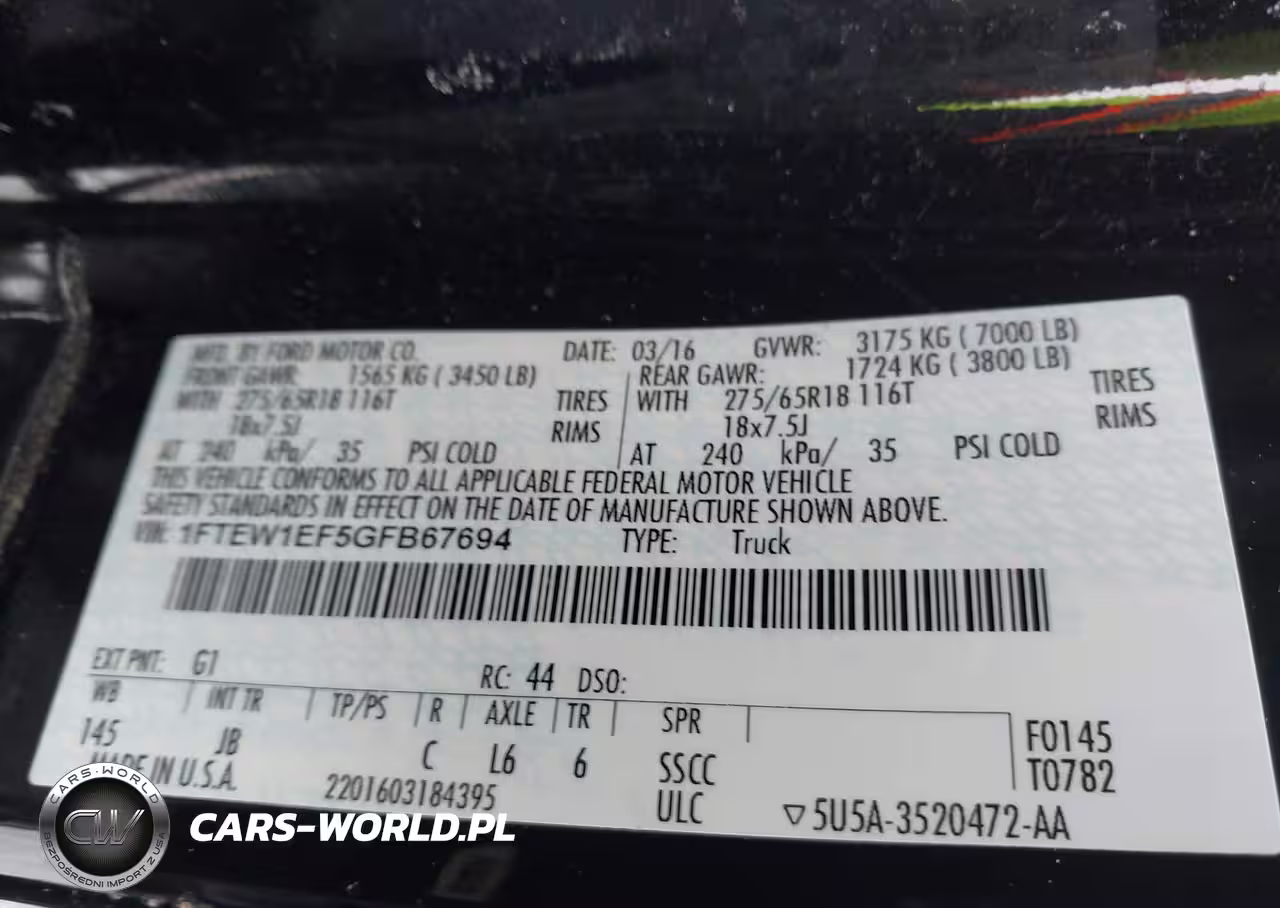 MFD. BY FORD MOTOR CO. DATE: 03/16 GVWR: 3175 KG ( 7000 LB)
FRONT GAWR: 1565 KG ( 3450 LB) REAR GAWR: 1724 KG ( 3800 LB)
WITH 275/65R18 116T TIRES WITH 275/65R18 116T TIRES
18x7.5J RIMS 18x7.5J RIMS
AT 240 kPa/ 35 PSI COLD AT 240 kPa/ 35 PSI COLD
THIS VEHICLE CONFORMS TO ALL APPLICABLE FEDERAL MOTOR VEHICLE
SAFETY STANDARDS IN EFFECT ON THE DATE OF MANUFACTURE SHOWN ABOVE.
VIN: 1FTEW1EF5GFB67694 TYPE: Truck
EXT PNT: G1 RC: 44 DSO:
WB INT TR TP/PS R AXLE TR SPR
145 JB C L6 6 SSCC
F0145
T0782
MADE IN U.S.A. 2201603184395 ULC ▽5U5A-3520472-AA
CARS-WORLD
CW
BEZPOŚREDNI IMPORT Z USA
CARS-WORLD.PL